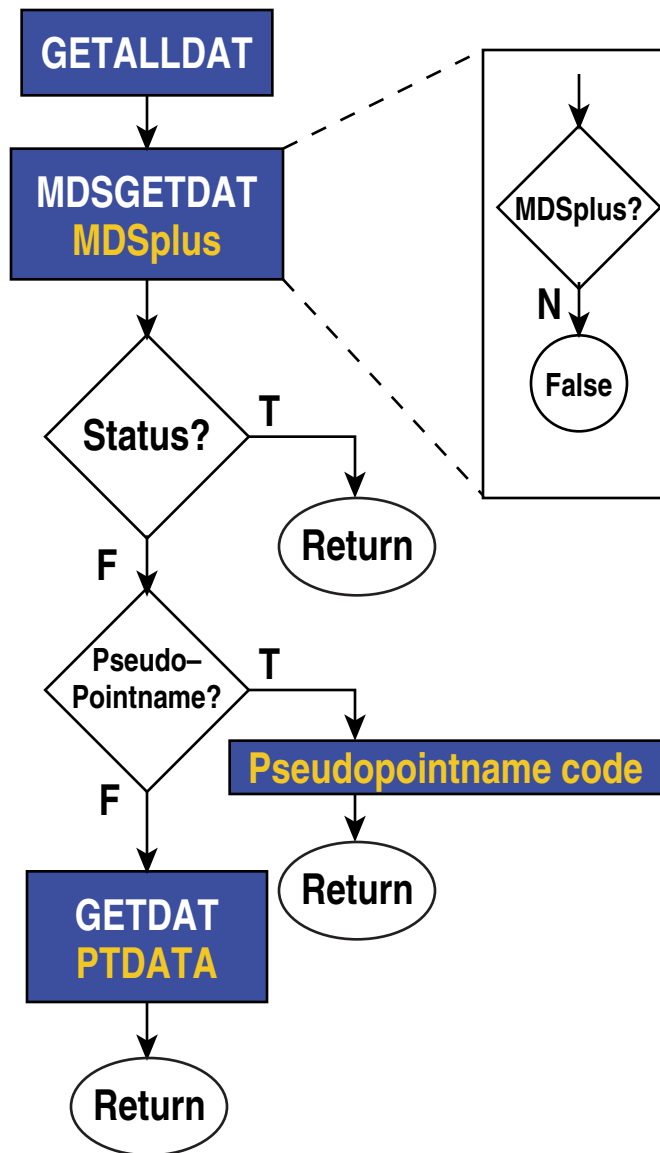 GETALLDAT
MDSGETDAT
MDSplus
MDSplus?
N
False
Status?
T
Return
F
Pseudo–
Pointname?
T
Pseudopointname code
Return
F
GETDAT
PTDATA
Return